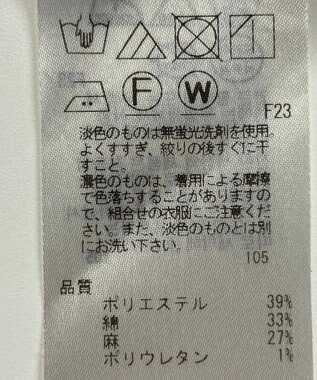 F W
F23
淡色のものは無蛍光洗剤を使用。
よくすすぎ、絞りの後すぐに干
すこと。
濃色のものは、着用による摩擦
で色落ちすることがありますの
で、組合せの衣服にご注意くだ
さい。また、淡色のものとは別
にお洗い下さい。
105
品質
ポリエステル 39%
綿 33%
麻 27%
ポリウレタン 1%